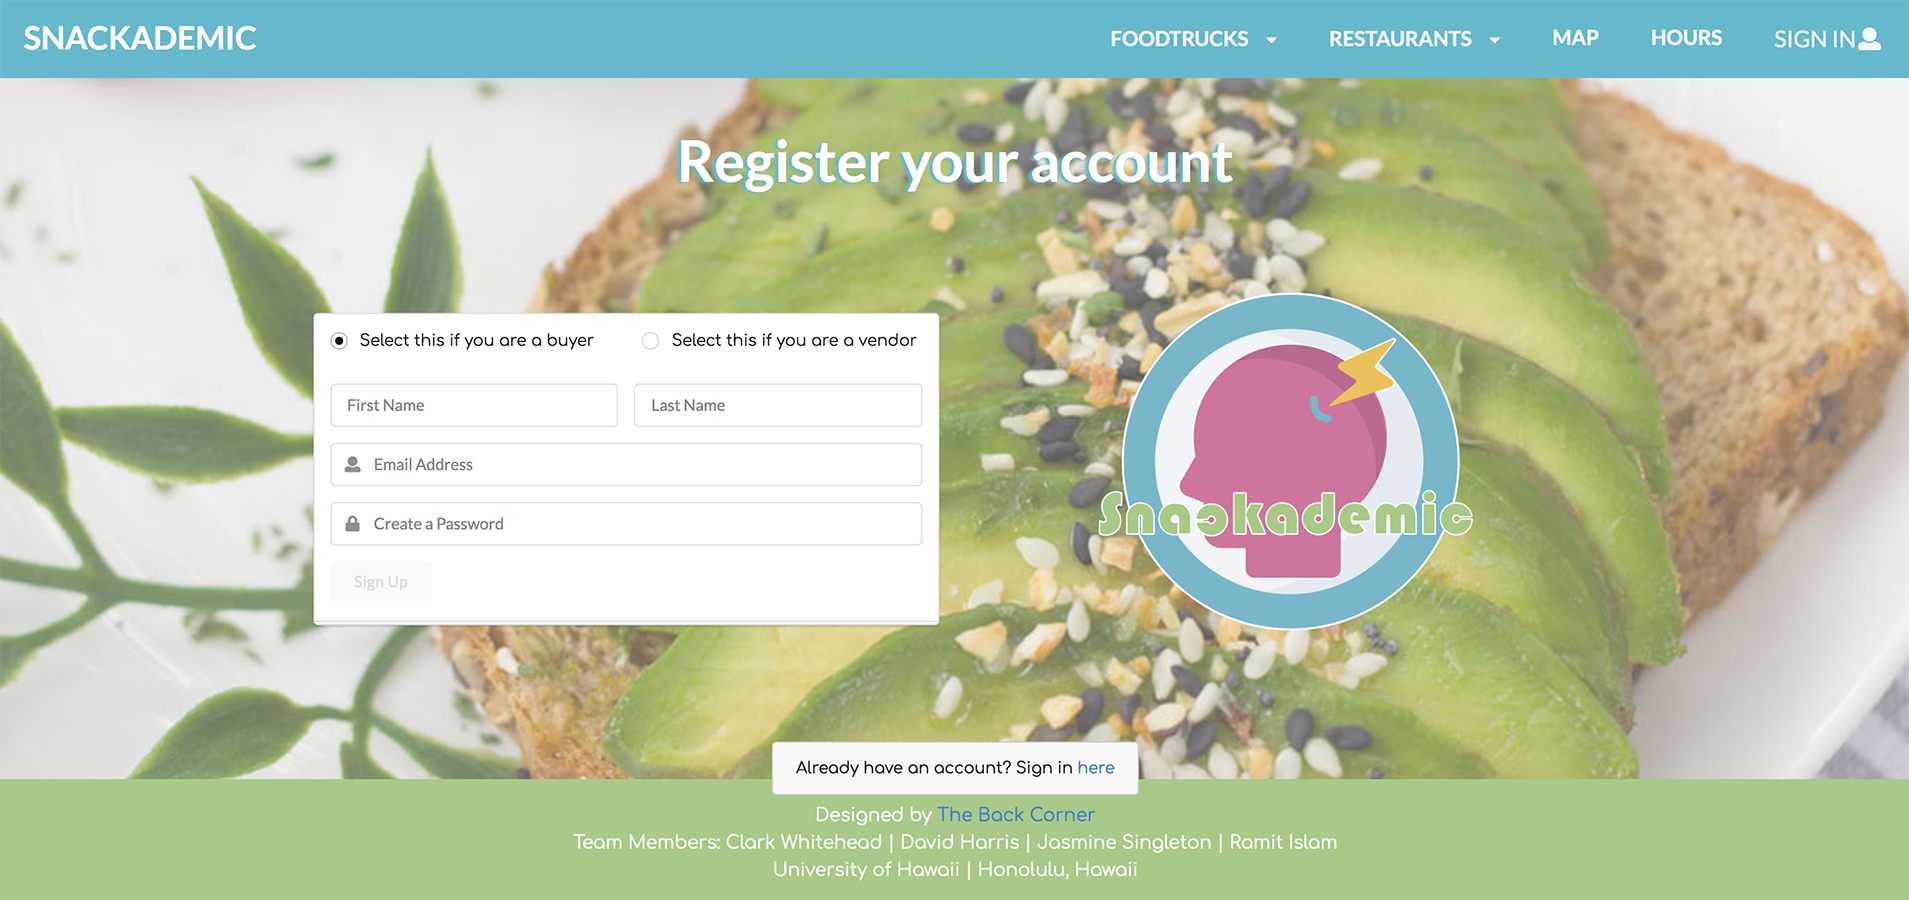 SNACKADEMIC FOODTRUCKS RESTAURANTS MAP HOURS SIGN IN
Register your account
Select this if you are a buyer Select this if you are a vendor
First Name Last Name
Email Address
Create a Password
Sign Up
Snackademic
Already have an account? Sign in here
Designed by The Back Corner
Team Members: Clark Whitehead | David Harris | Jasmine Singleton | Ramit Islam
University of Hawaii | Honolulu, Hawaii